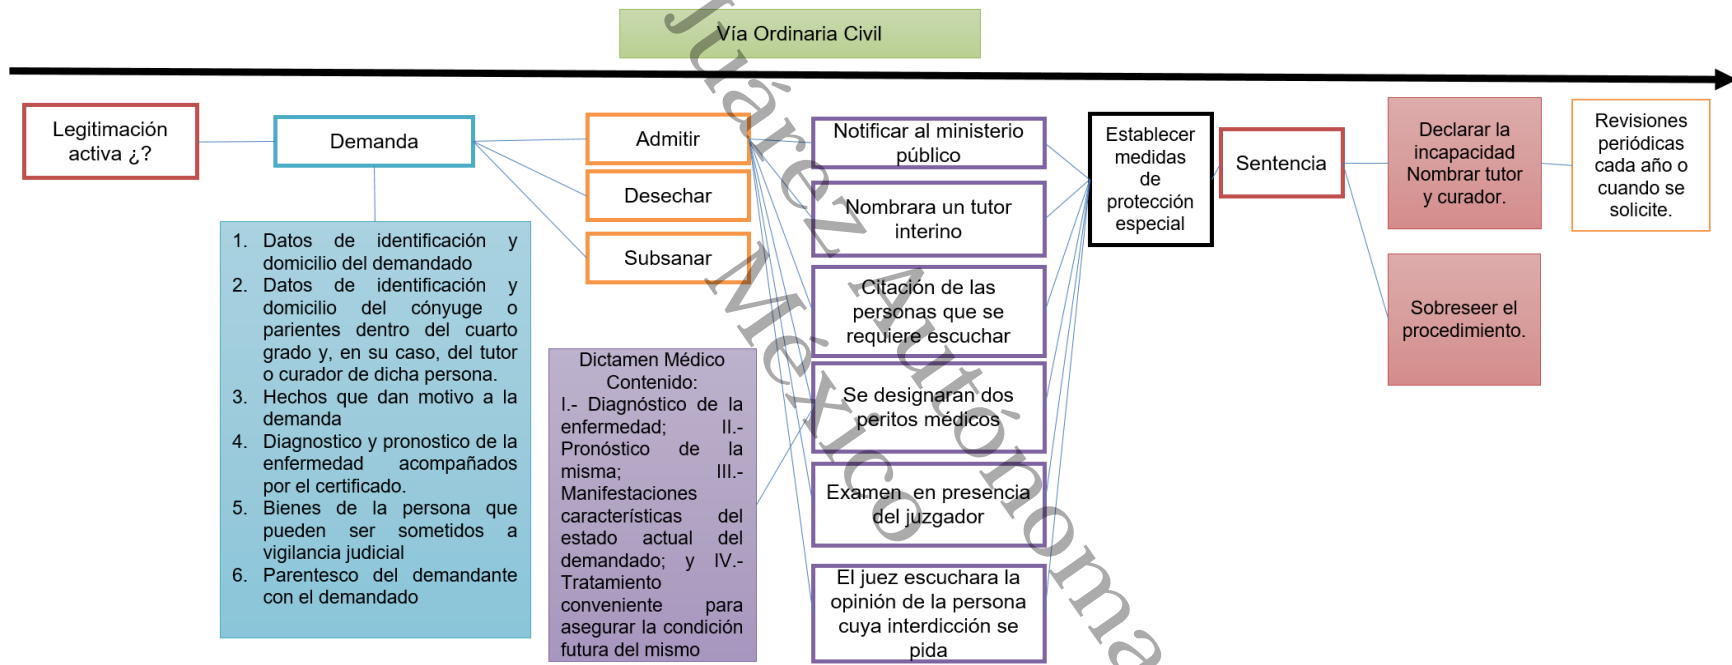 Vía Ordinaria Civil
Legitimación
activa ¿?
Demanda
1. Datos de identificación y
domicilio del demandado
2. Datos de identificación y
domicilio del cónyuge o
parientes dentro del cuarto
grado y, en su caso, del tutor
o curador de dicha persona.
3. Hechos que dan motivo a la
demanda
4. Diagnostico y pronostico de la
enfermedad acompañados
por el certificado.
5. Bienes de la persona que
pueden ser sometidos a
vigilancia judicial
6. Parentesco del demandante
con el demandado
Admitir
Desechar
Subsanar
Dictamen Médico
Contenido:
I.- Diagnóstico de la
enfermedad; II.-
Pronóstico de la
misma; III.-
Manifestaciones
características del
estado actual del
demandado; y IV.-
Tratamiento
conveniente para
asegurar la condición
futura del mismo
Notificar al ministerio
público
Nombrara un tutor
interino
Citación de las
personas que se
requiere escuchar
Se designaran dos
peritos médicos
Examen en presencia
del juzgador
El juez escuchara la
opinión de la persona
cuya interdicción se
pida
Establecer
medidas
de
protección
especial
Sentencia
Declarar la
incapacidad
Nombrar tutor
y curador.
Sobreseer el
procedimiento.
Revisiones
periódicas
cada año o
cuando se
solicite.
Juárez Autónoma
México